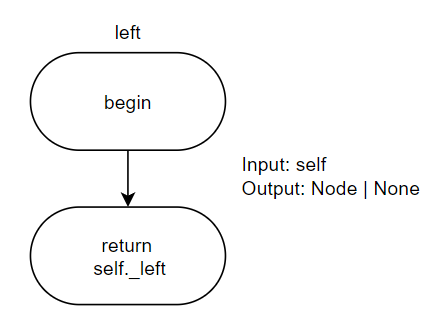 left
begin
Input: self
Output: Node | None
return
self._left